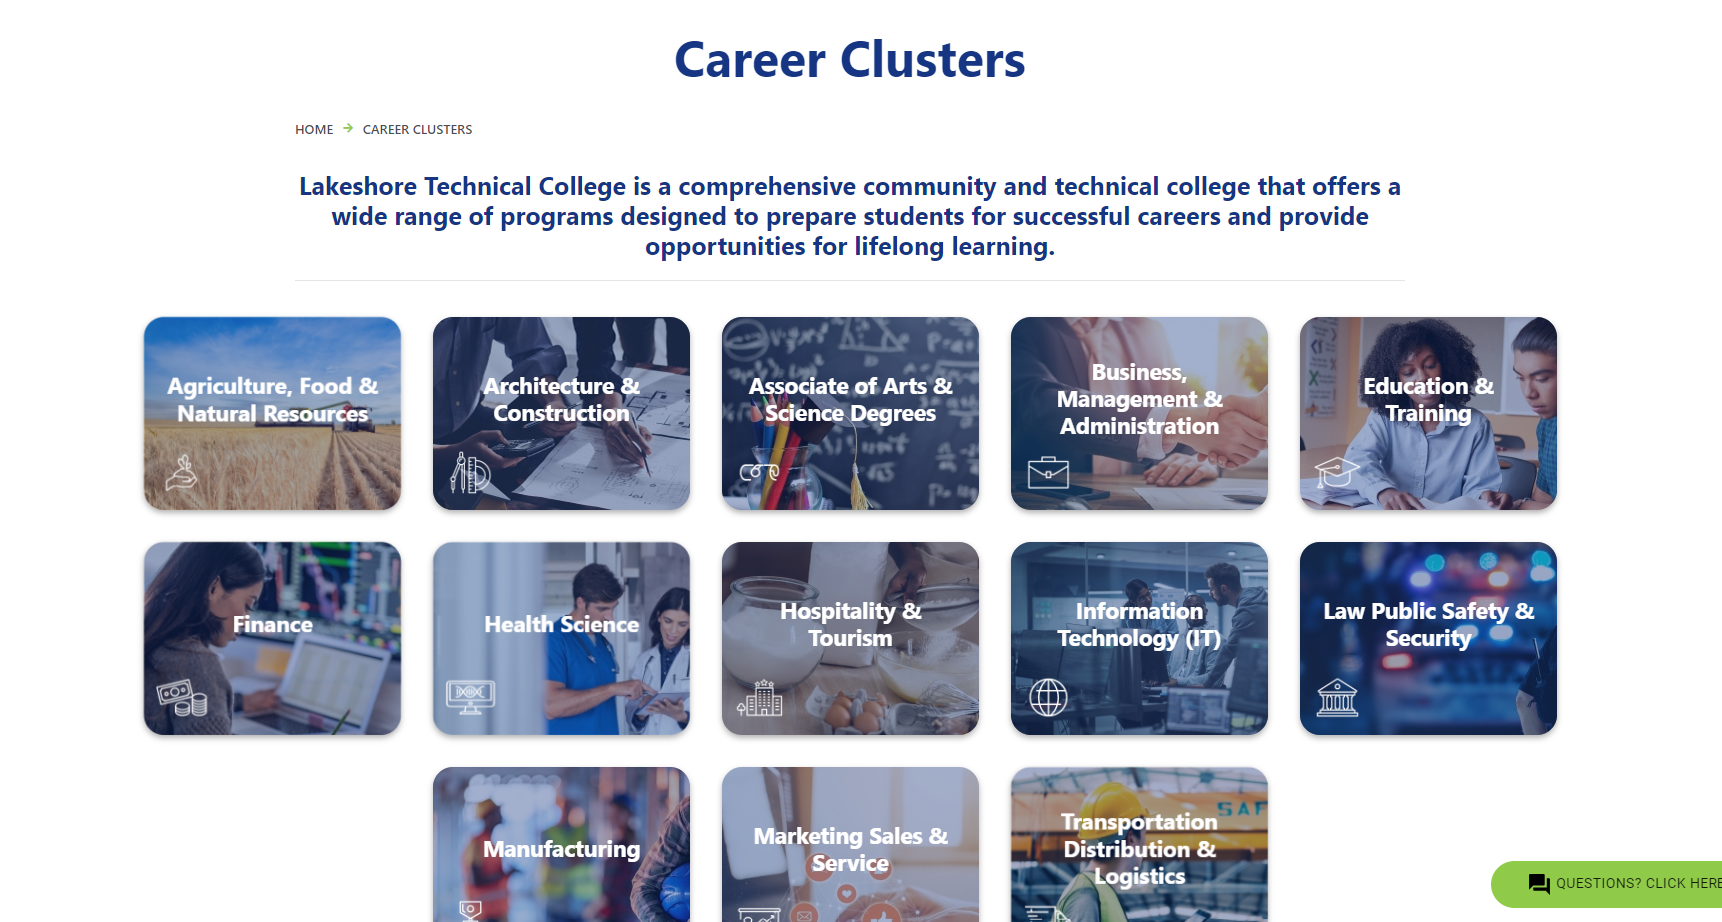 Career Clusters
HOME CAREER CLUSTERS
Lakeshore Technical College is a comprehensive community and technical college that offers a
wide range of programs designed to prepare students for successful careers and provide
opportunities for lifelong learning.
Agriculture, Food &
Natural Resources
Architecture &
Construction
Associate of Arts &
Science Degrees
Business,
Management &
Administration
Education &
Training
Finance
Health Science
Hospitality &
Tourism
Information
Technology (IT)
Law Public Safety &
Security
Manufacturing
Marketing Sales &
Service
SAF
Transportation
Distribution &
Logistics
QUESTIONS? CLICK HERE